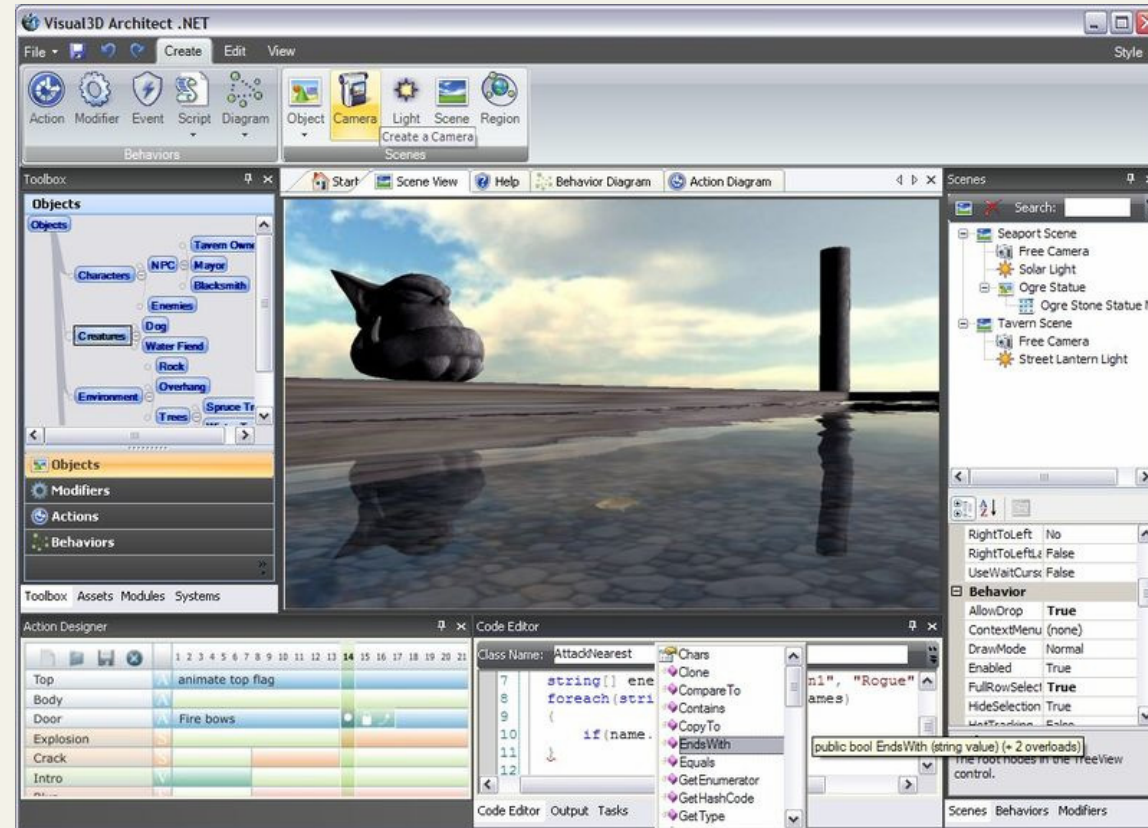 Visual3D Architect .NET
File Create Edit View Style
Action Modifier Event Script Diagram Object Camera Light Scene Region
Create a Camera
Behaviors Scenes
Toolbox
Objects
Objects
Characters
NPC
Tavern Owne
Mayor
Blacksmith
Enemies
Creatures
Dog
Water Fiend
Rock
Environment
Overhang
Trees
Spruce Tr
Objects
Modifiers
Actions
Behaviors
Toolbox Assets Modules Systems
Start Scene View Help Behavior Diagram Action Diagram
Scenes
Search:
Seaport Scene
Free Camera
Solar Light
Ogre Statue
Ogre Stone Statue
Tavern Scene
Free Camera
Street Lantern Light
RightToLeft No
RightToLeftLa False
UseWaitCursc False
Behavior
AllowDrop True
ContextMenu (none)
DrawMode Normal
Enabled True
FullRowSelect True
HideSelection True
HotTracking False
The root nodes in the TreeView
control.
Scenes Behaviors Modifiers
Action Designer
1 2 3 4 5 6 7 8 9 10 11 12 13 14 15 16 17 18 19 20 21
Top animate top flag
Body
Door Fire bows
Explosion
Crack
Intro
Code Editor
Class Name: AttackNearest
7 string[] ene n1", "Rogue"
8 foreach(stri ames)
9 {
10 if(name.
11 }
12
Chars
Clone
CompareTo
Contains
CopyTo
EndsWith
Equals
GetEnumerator
GetHashCode
GetType
public bool EndsWith (string value) (+ 2 overloads)
Code Editor Output Tasks